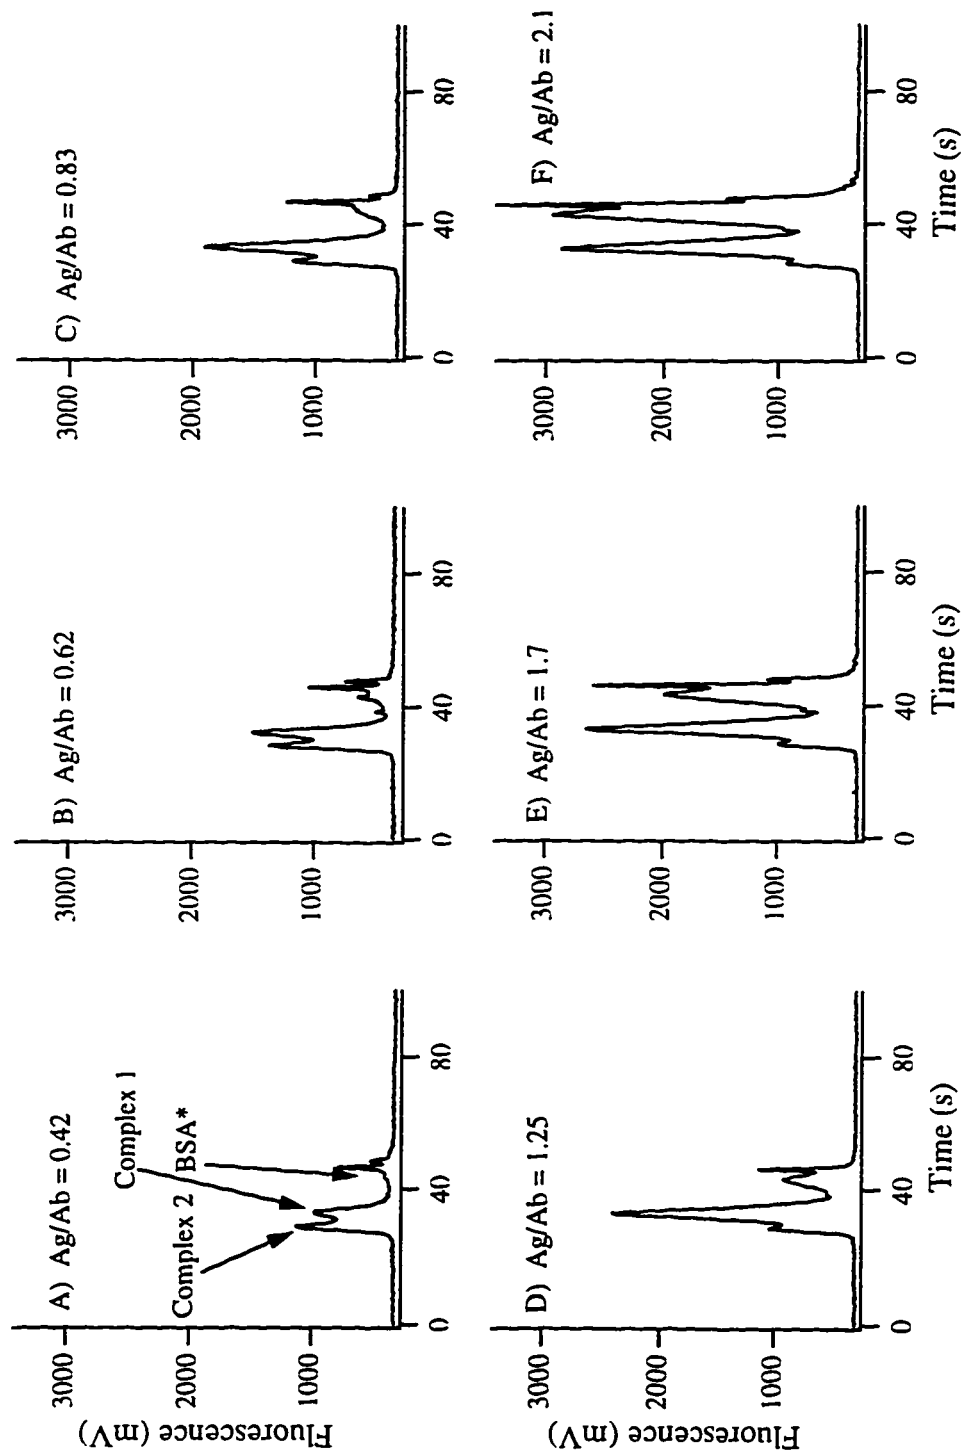 A) Ag/Ab = 0.42
Complex 1
Complex 2
BSA*
3000
2000
1000
0
40
80
Fluorescence (mV)
B) Ag/Ab = 0.62
3000
2000
1000
0
40
80
C) Ag/Ab = 0.83
3000
2000
1000
0
40
80
D) Ag/Ab = 1.25
3000
2000
1000
0
40
80
Fluorescence (mV)
Time (s)
E) Ag/Ab = 1.7
3000
2000
1000
0
40
80
Time (s)
F) Ag/Ab = 2.1
3000
2000
1000
0
40
80
Time (s)